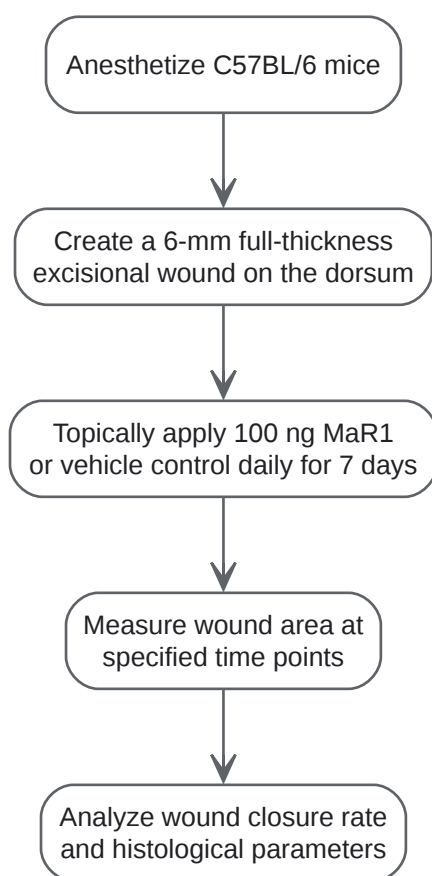 Anesthetize C57BL/6 mice
Create a 6-mm full-thickness
excisional wound on the dorsum
Topically apply 100 ng MaR1
or vehicle control daily for 7 days
Measure wound area at
specified time points
Analyze wound closure rate
and histological parameters